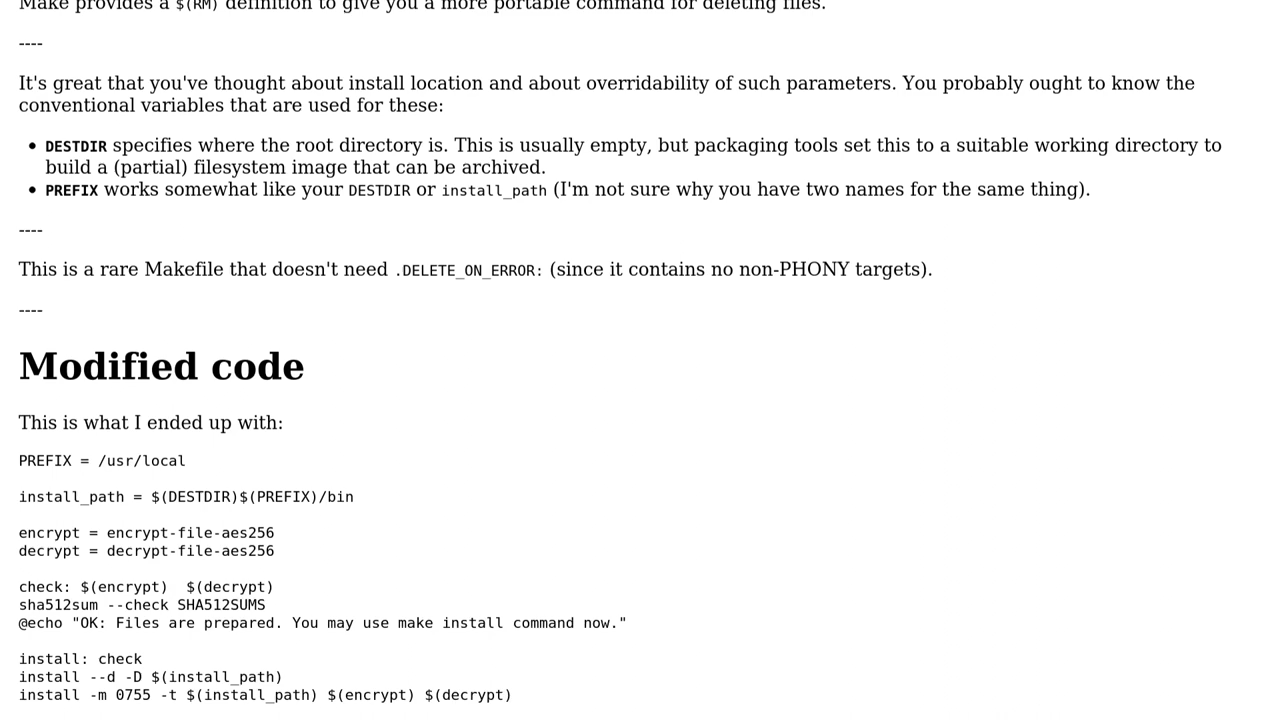 Make provides a $(RM) definition to give you a more portable command for deleting files.
----
It's great that you've thought about install location and about overridability of such parameters. You probably ought to know the
conventional variables that are used for these:
• DESTDIR specifies where the root directory is. This is usually empty, but packaging tools set this to a suitable working directory to
build a (partial) filesystem image that can be archived.
• PREFIX works somewhat like your DESTDIR or install_path (I'm not sure why you have two names for the same thing).
----
This is a rare Makefile that doesn't need .DELETE_ON_ERROR: (since it contains no non-PHONY targets).
----
Modified code
This is what I ended up with:
PREFIX = /usr/local
install_path = $(DESTDIR)$(PREFIX)/bin
encrypt = encrypt-file-aes256
decrypt = decrypt-file-aes256
check: $(encrypt)  $(decrypt)
sha512sum --check SHA512SUMS
@echo "OK: Files are prepared. You may use make install command now."
install: check
install --d -D $(install_path)
install -m 0755 -t $(install_path) $(encrypt) $(decrypt)